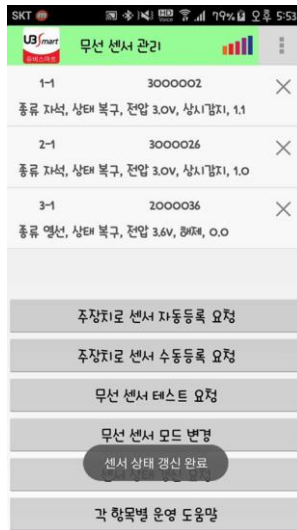 SKT 79% 오후 5:53
U3Smart
유비스마트
무선 센서 관리
1-1 3000002
종류 자석, 상태 복구, 전압 3.0V, 상시감지, 1.1
2-1 3000026
종류 자석, 상태 복구, 전압 3.0V, 상시감지, 1.0
3-1 2000036
종류 열선, 상태 복구, 전압 3.6V, 해제, 0.0
주장치로 센서 자동등록 요청
주장치로 센서 수동등록 요청
무선 센서 테스트 요청
무선 센서 모드 변경
센서 상태 갱신 완료
각 항목별 운영 도움말